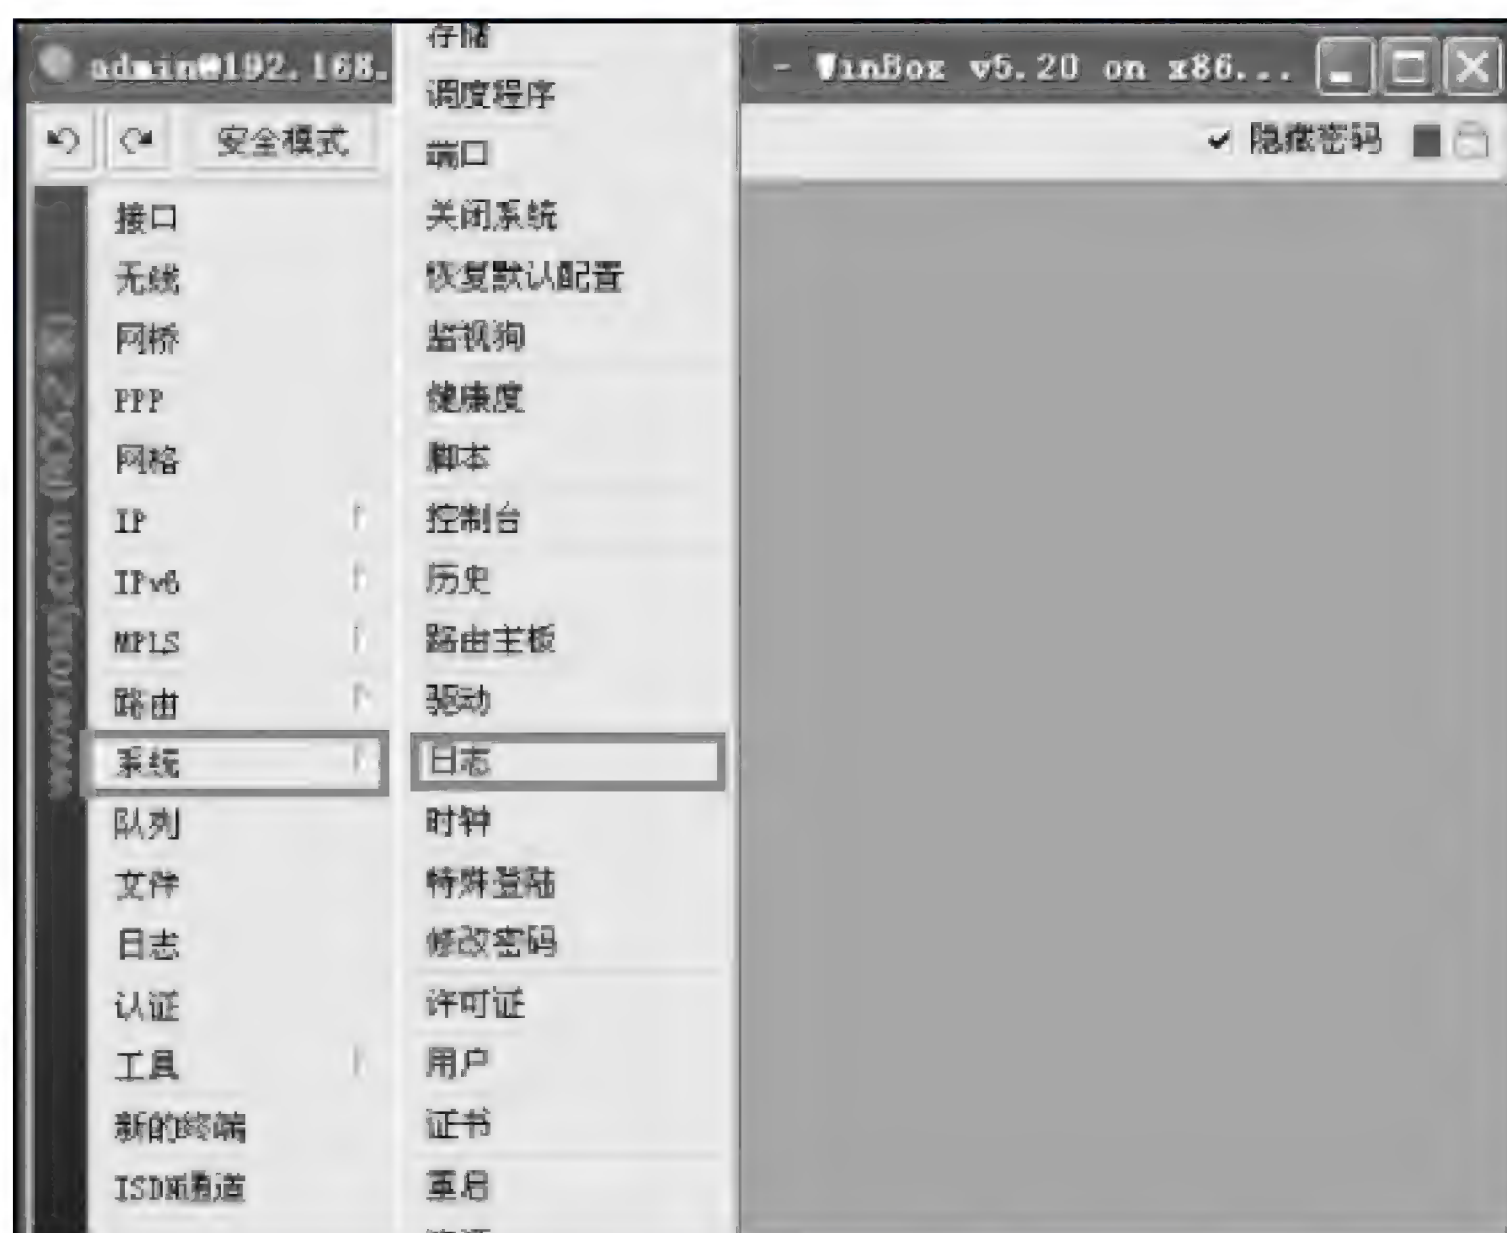 admin@192.168.
- WinBox v5.20 on x86...
安全模式
隐藏密码
接口
无线
网桥
PPP
网格
IP
IPv6
MPLS
路由
系统
队列
文件
日志
认证
工具
新的终端
ISDN通道
存储
调度程序
端口
关闭系统
恢复默认配置
监视狗
健康度
脚本
控制台
历史
路由主板
驱动
日志
时钟
特殊登陆
修改密码
许可证
用户
证书
重启